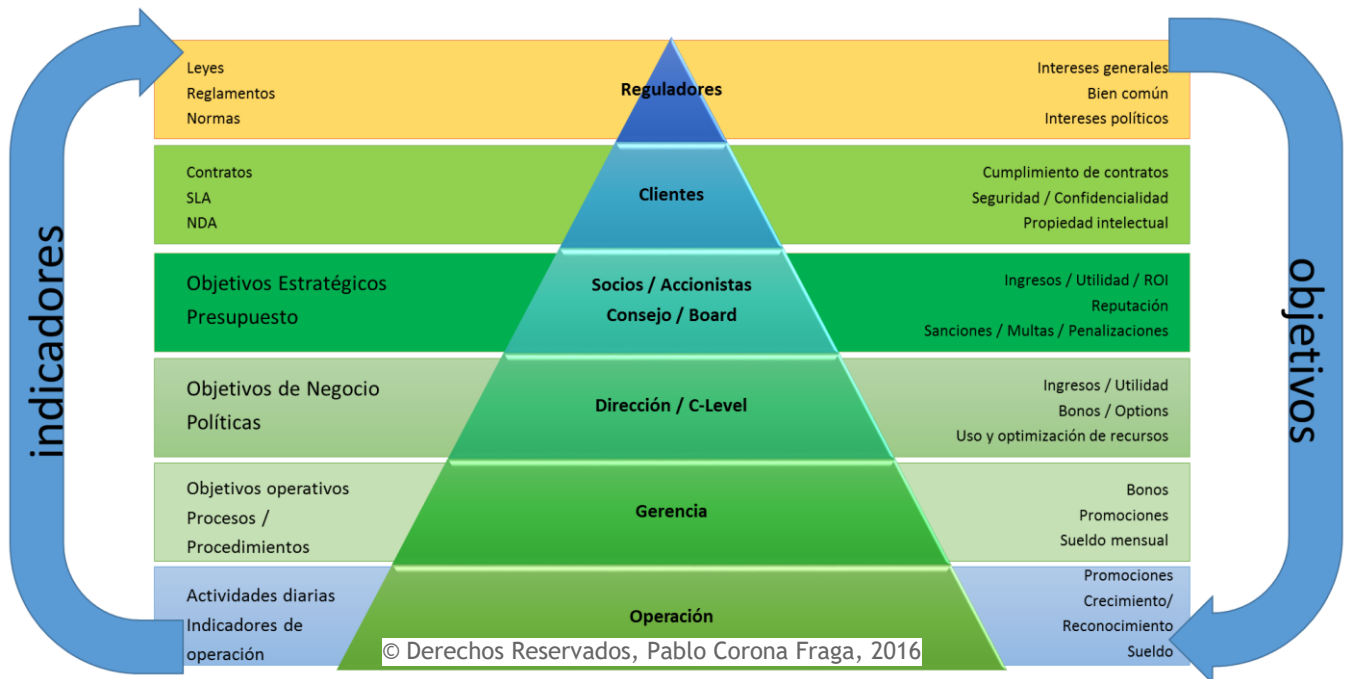 indicadores
objetivos
Leyes
Reglamentos
Normas
Reguladores
Intereses generales
Bien común
Intereses políticos
Contratos
SLA
NDA
Clientes
Cumplimiento de contratos
Seguridad / Confidencialidad
Propiedad intelectual
Objetivos Estratégicos
Presupuesto
Socios / Accionistas
Consejo / Board
Ingresos / Utilidad / ROI
Reputación
Sanciones / Multas / Penalizaciones
Objetivos de Negocio
Políticas
Dirección / C-Level
Ingresos / Utilidad
Bonos / Options
Uso y optimización de recursos
Objetivos operativos
Procesos /
Procedimientos
Gerencia
Bonos
Promociones
Sueldo mensual
Actividades diarias
Indicadores de
operación
Operación
Promociones
Crecimiento/
Reconocimiento
Sueldo
© Derechos Reservados, Pablo Corona Fraga, 2016